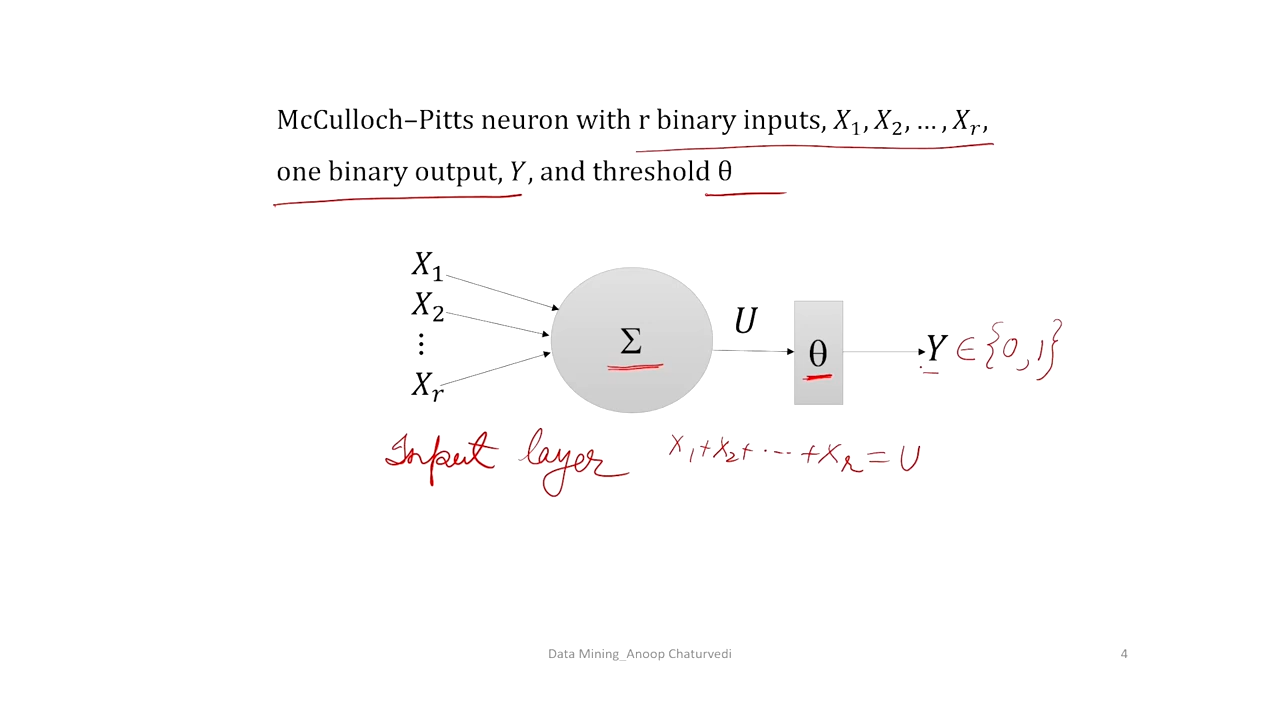 McCulloch–Pitts neuron with r binary inputs, X₁, X₂, … , Xᵣ,
one binary output, Y, and threshold θ
X₁
X₂
⋮
Xᵣ
Σ
U
θ
Y ∈ {0, 1}
Input layer
X₁ + X₂ + ⋯ + Xᵣ = U
Data Mining_Anoop Chaturvedi
4